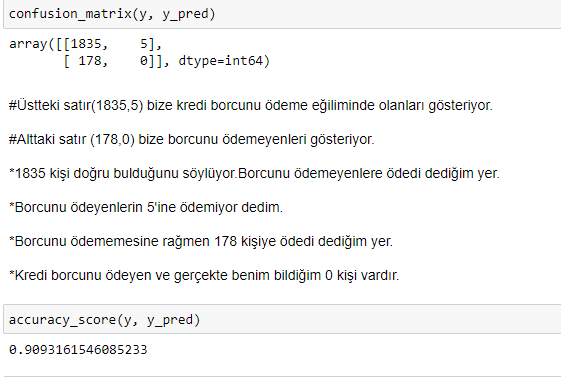 confusion_matrix(y, y_pred)
array([[1835,    5],
       [ 178,    0]], dtype=int64)
#Üstteki satır(1835,5) bize kredi borcunu ödeme eğiliminde olanları gösteriyor.
#Alttaki satır (178,0) bize borcunu ödemeyenleri gösteriyor.
*1835 kişi doğru bulduğunu söylüyor.Borcunu ödemeyenlere ödedi dediğim yer.
*Borcunu ödeyenlerin 5'ine ödemiyor dedim.
*Borcunu ödememesine rağmen 178 kişiye ödedi dediğim yer.
*Kredi borcunu ödeyen ve gerçekte benim bildiğim 0 kişi vardır.
accuracy_score(y, y_pred)
0.9093161546085233